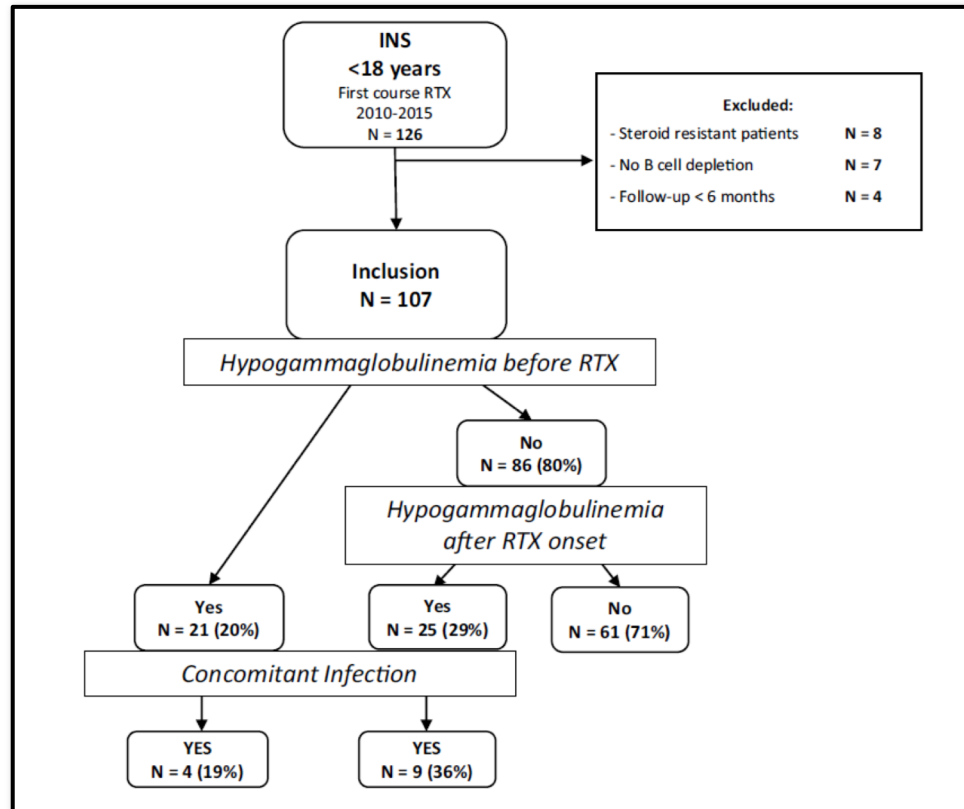 INS
<18 years
First course RTX
2010-2015
N = 126
Excluded:
- Steroid resistant patients N = 8
- No B cell depletion N = 7
- Follow-up < 6 months N = 4
Inclusion
N = 107
Hypogammaglobulinemia before RTX
No
N = 86 (80%)
Hypogammaglobulinemia
after RTX onset
Yes
N = 21 (20%)
Yes
N = 25 (29%)
No
N = 61 (71%)
Concomitant Infection
YES
N = 4 (19%)
YES
N = 9 (36%)